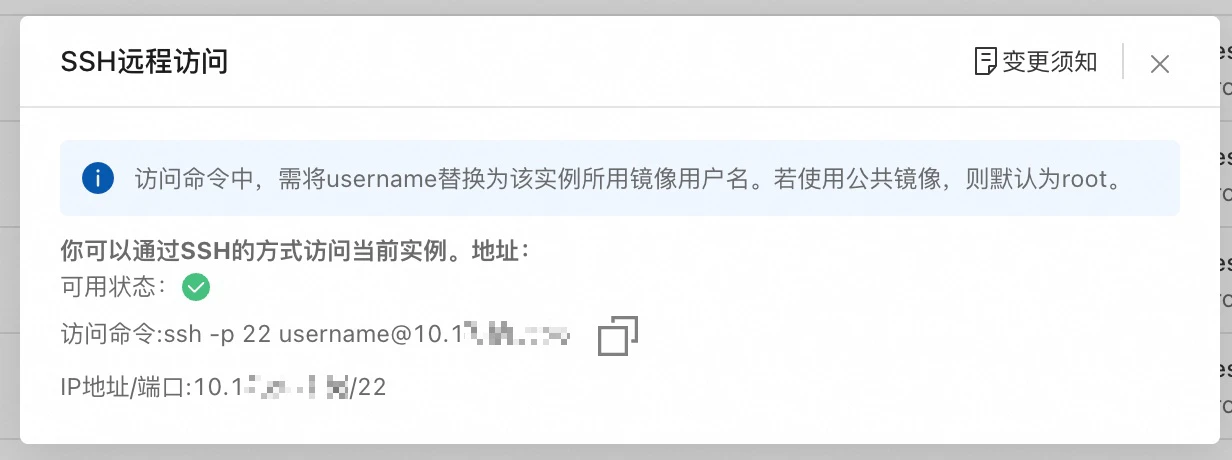 SSH远程访问
变更须知
访问命令中，需将username替换为该实例所用镜像用户名。若使用公共镜像，则默认为root。
你可以通过SSH的方式访问当前实例。地址：
可用状态：
访问命令:ssh -p 22 username@10.1
IP地址/端口:10.1 /22